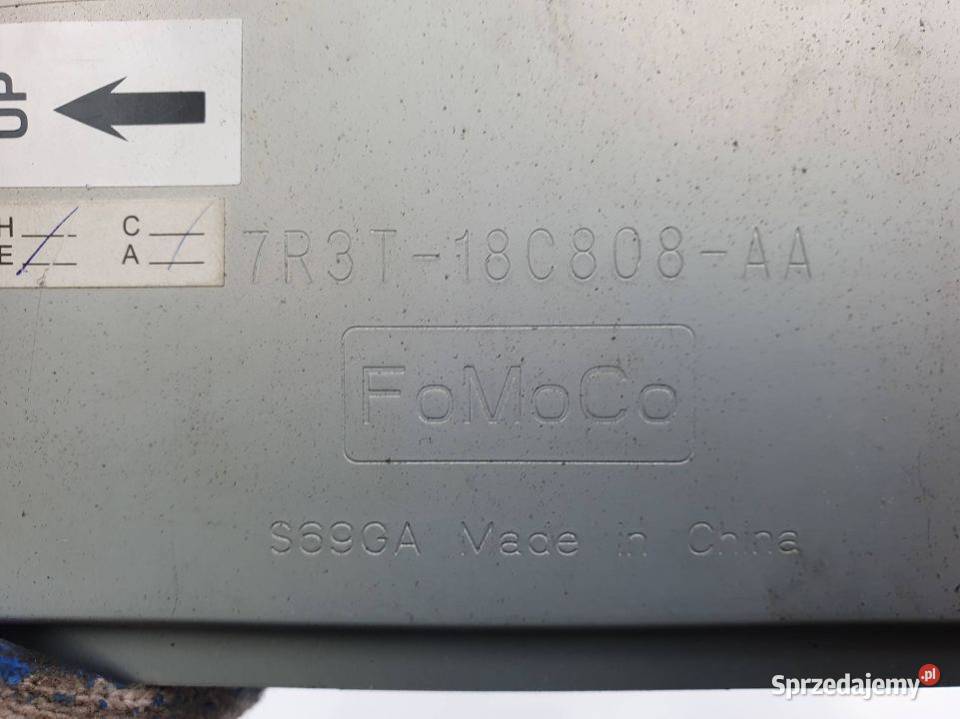 UP
H C
E A
7R3T-18C808-AA
FoMoCo
S69GA Made in China
Sprzedajemy.pl